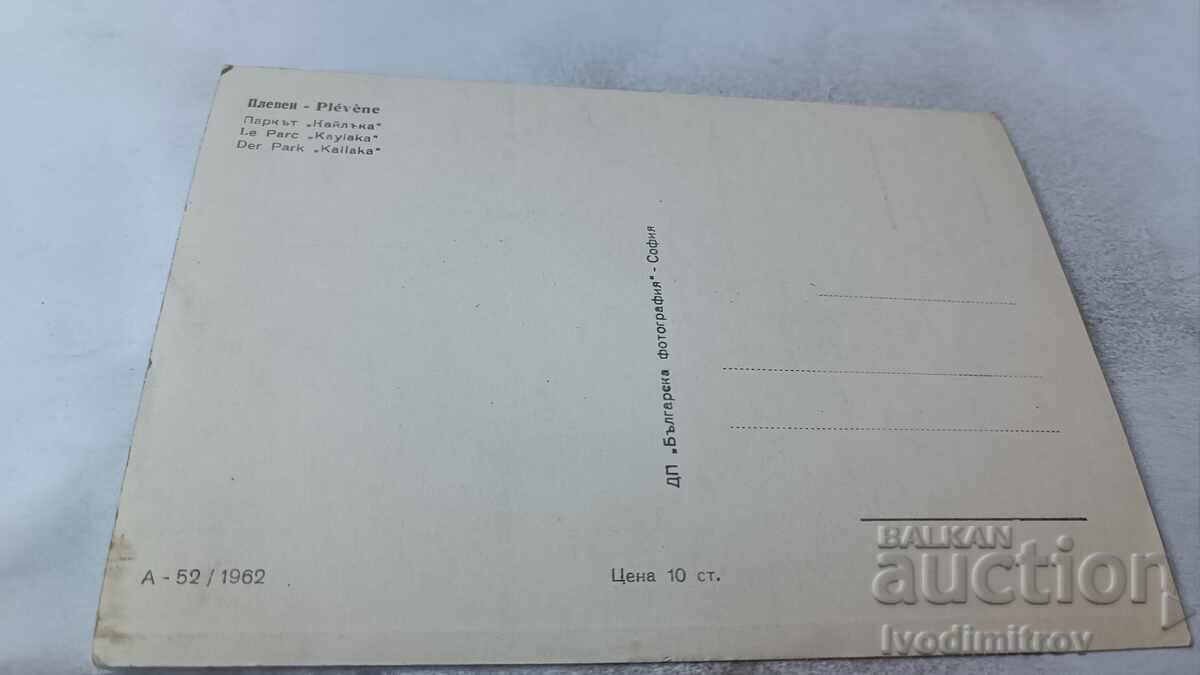 Плевен - Plévène
Паркът „Кайлъка"
Le Parc „Kaylaka"
Der Park „Kailaka"
ДП „Българска фотография" - София
А - 52 / 1962
Цена 10 ст.
BALKAN
auction
Ivodimitrov